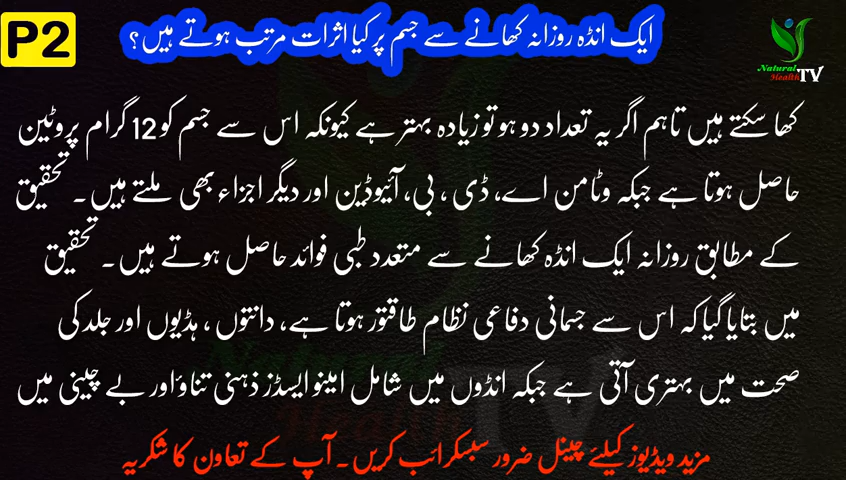 P2
ایک انڈہ روزانہ کھانے سے جسم پر کیا اثرات مرتب ہوتے ہیں؟
Natural
Health TV
کھا سکتے ہیں تاہم اگر یہ تعداد دو ہو تو زیادہ بہتر ہے کیونکہ اس سے جسم کو 12 گرام پروٹین
حاصل ہوتا ہے جبکہ وٹامن اے، ڈی ، بی، آئیوڈین اور دیگر اجزاء بھی ملتے ہیں۔ تحقیق
کے مطابق روزانہ ایک انڈہ کھانے سے متعدد طبی فوائد حاصل ہوتے ہیں۔ تحقیق
میں بتایا گیا کہ اس سے جسمانی دفاعی نظام طاقتور ہوتا ہے، دانتوں ، ہڈیوں اور جلد کی
صحت میں بہتری آتی ہے جبکہ انڈوں میں شامل امینو ایسڈز ذہنی تناؤ اور بے چینی میں
Natural
Health TV
مزید ویڈیوز کیلئے چینل ضرور سبسکرائب کریں۔ آپ کے تعاون کا شکریہ